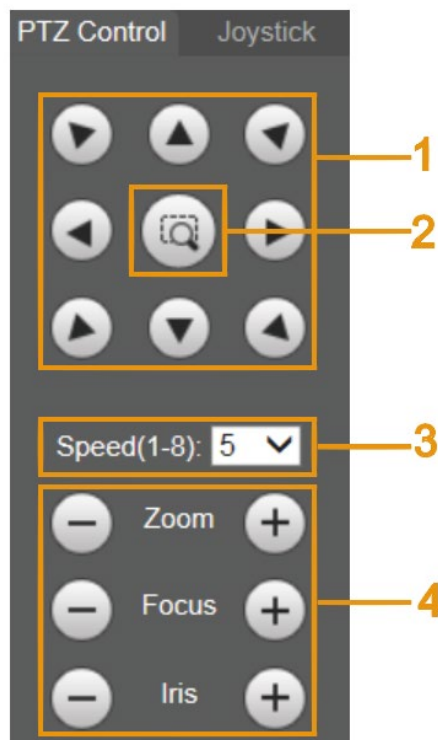 PTZ Control Joystick
1
2
Speed(1-8): 5
3
Zoom
Focus
4
Iris